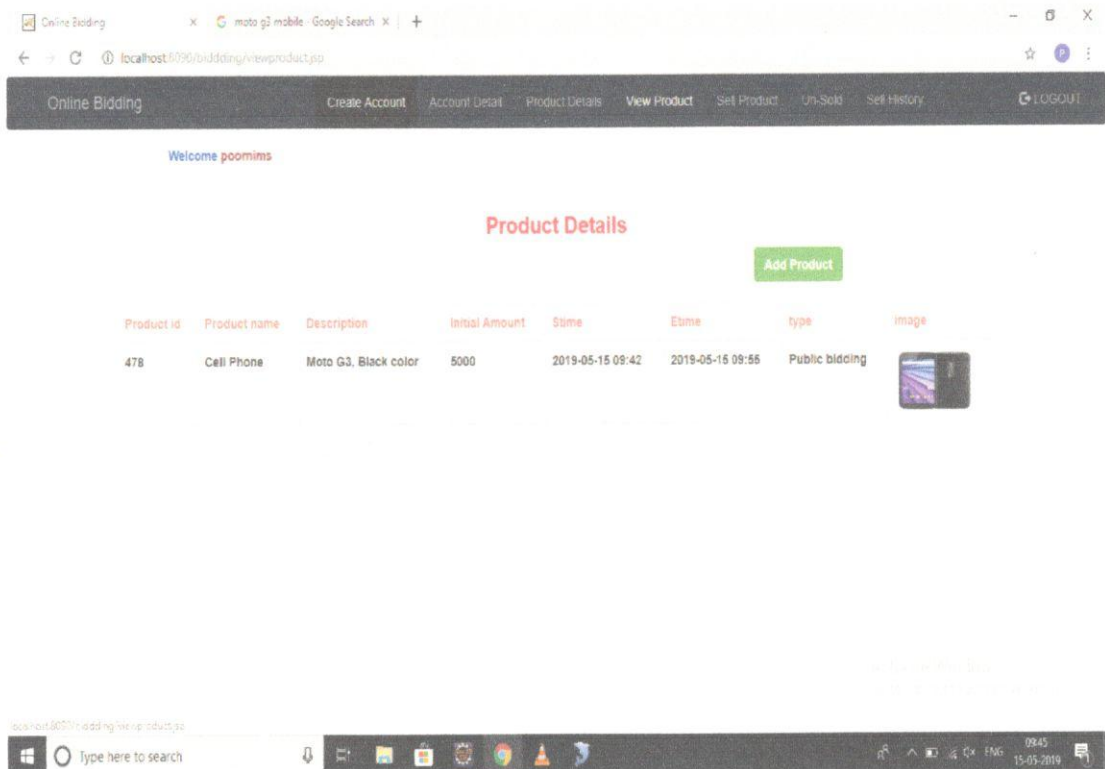 Online Bidding
moto g3 mobile - Google Search
localhost:8090/biddding/viewproduct.jsp
Online Bidding Create Account Account Detail Product Details View Product Sell Product Un-Sold Sell History LOGOUT
Welcome poomims
Product Details
Add Product
Product id Product name Description Initial Amount Stime Etime type image
478 Cell Phone Moto G3, Black color 5000 2019-05-15 09:42 2019-05-15 09:55 Public bidding
Type here to search
ENG 09:45
15-05-2019